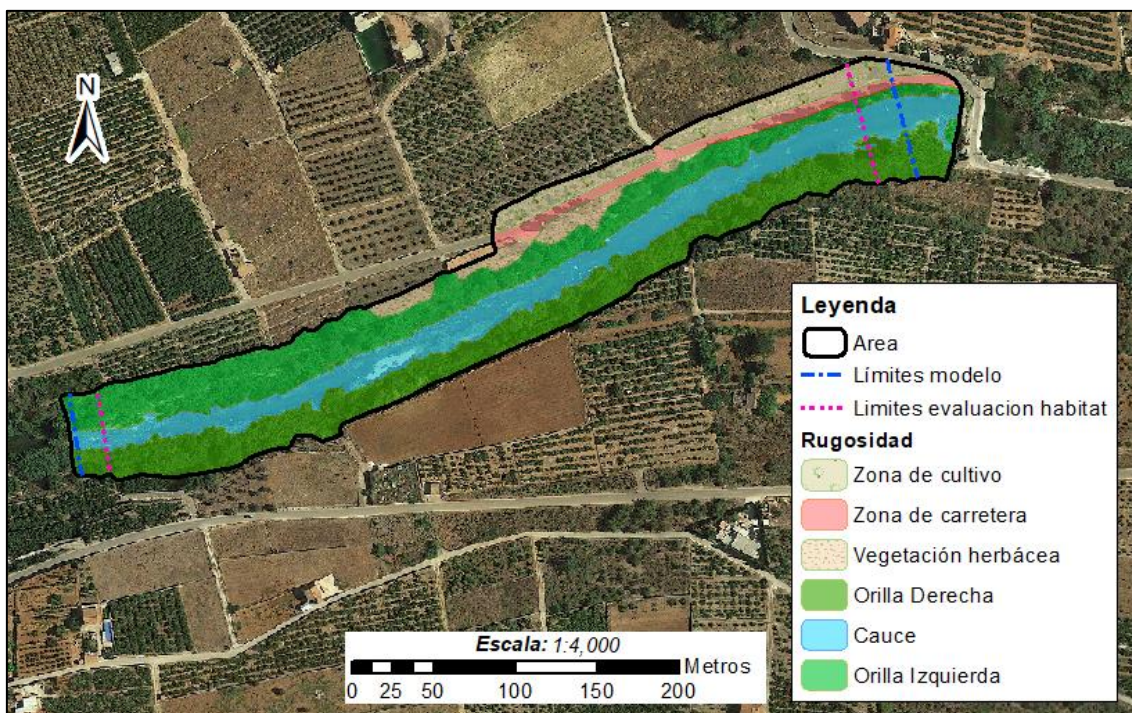 N
Leyenda
Area
Límites modelo
Limites evaluacion habitat
Rugosidad
Zona de cultivo
Zona de carretera
Vegetación herbácea
Orilla Derecha
Cauce
Orilla Izquierda
Escala: 1:4,000
Metros
0 25 50 100 150 200